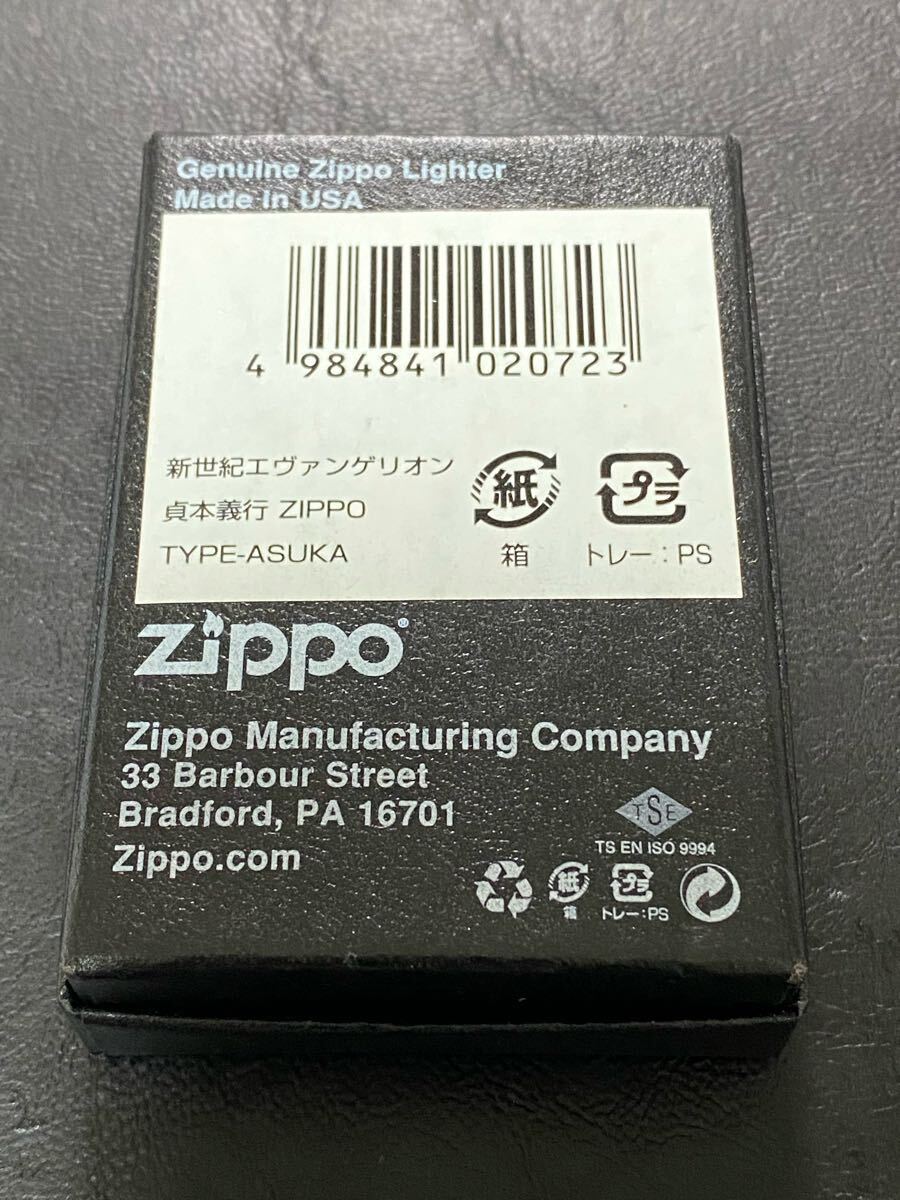 Genuine Zippo Lighter
Made in USA
4 984841 020723
新世紀エヴァンゲリオン
貞本義行 ZIPPO
TYPE-ASUKA
紙
箱
プラ
トレー：PS
zippo®
Zippo Manufacturing Company
33 Barbour Street
Bradford, PA 16701
Zippo.com
TSE
TS EN ISO 9994
紙
箱
プラ
トレー：PS